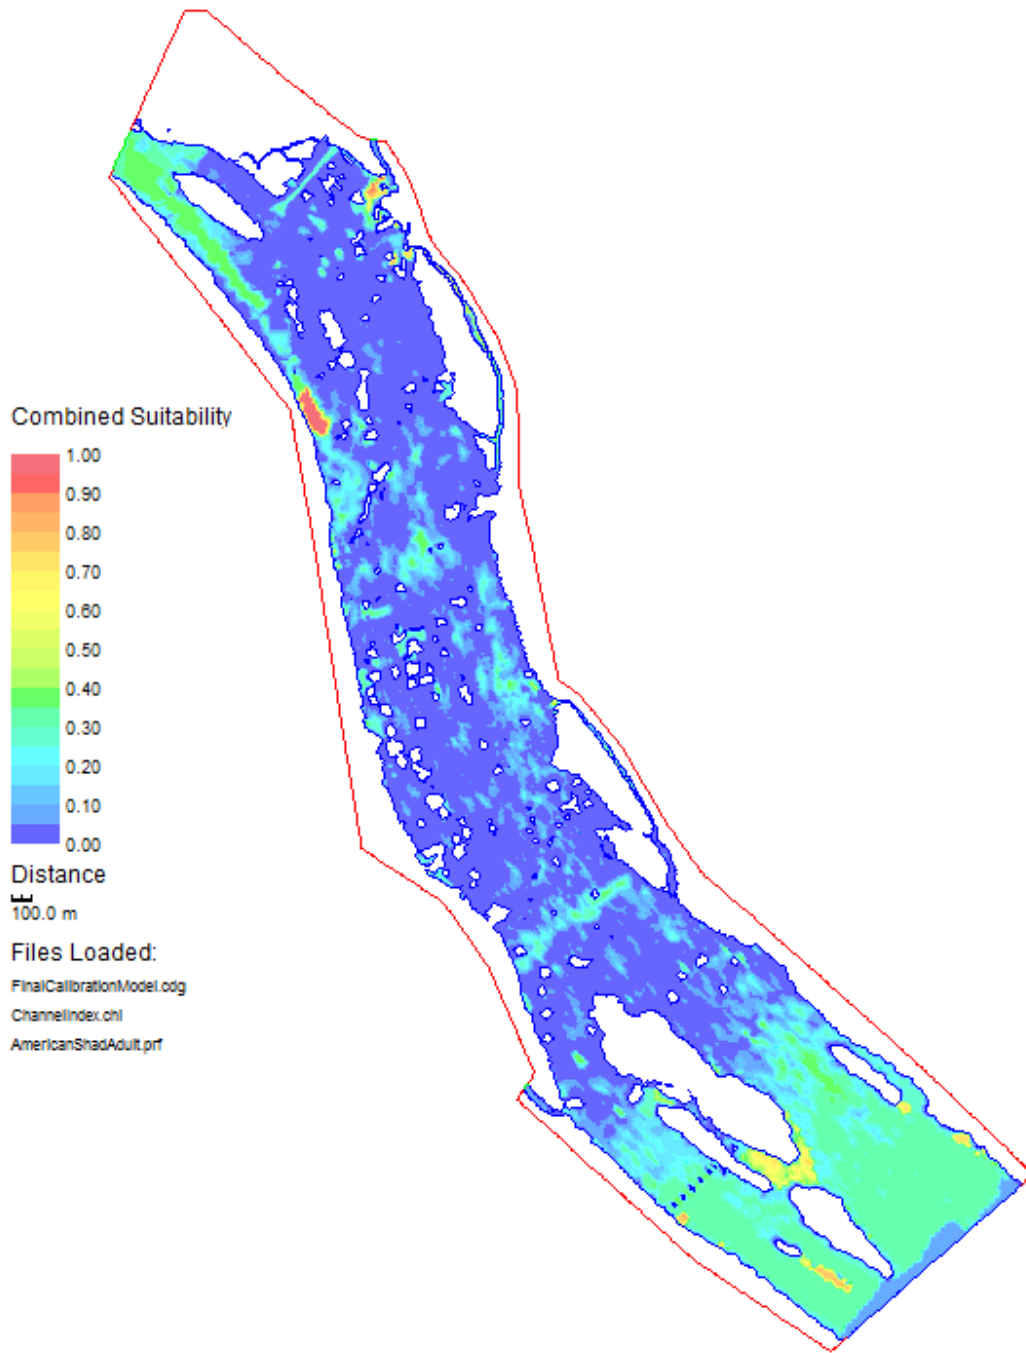 Combined Suitability
1.00
0.90
0.80
0.70
0.60
0.50
0.40
0.30
0.20
0.10
0.00
Distance
100.0 m
Files Loaded:
FinalCalibrationModel.cdg
ChannelIndex.chi
AmericanShadAdult.prf